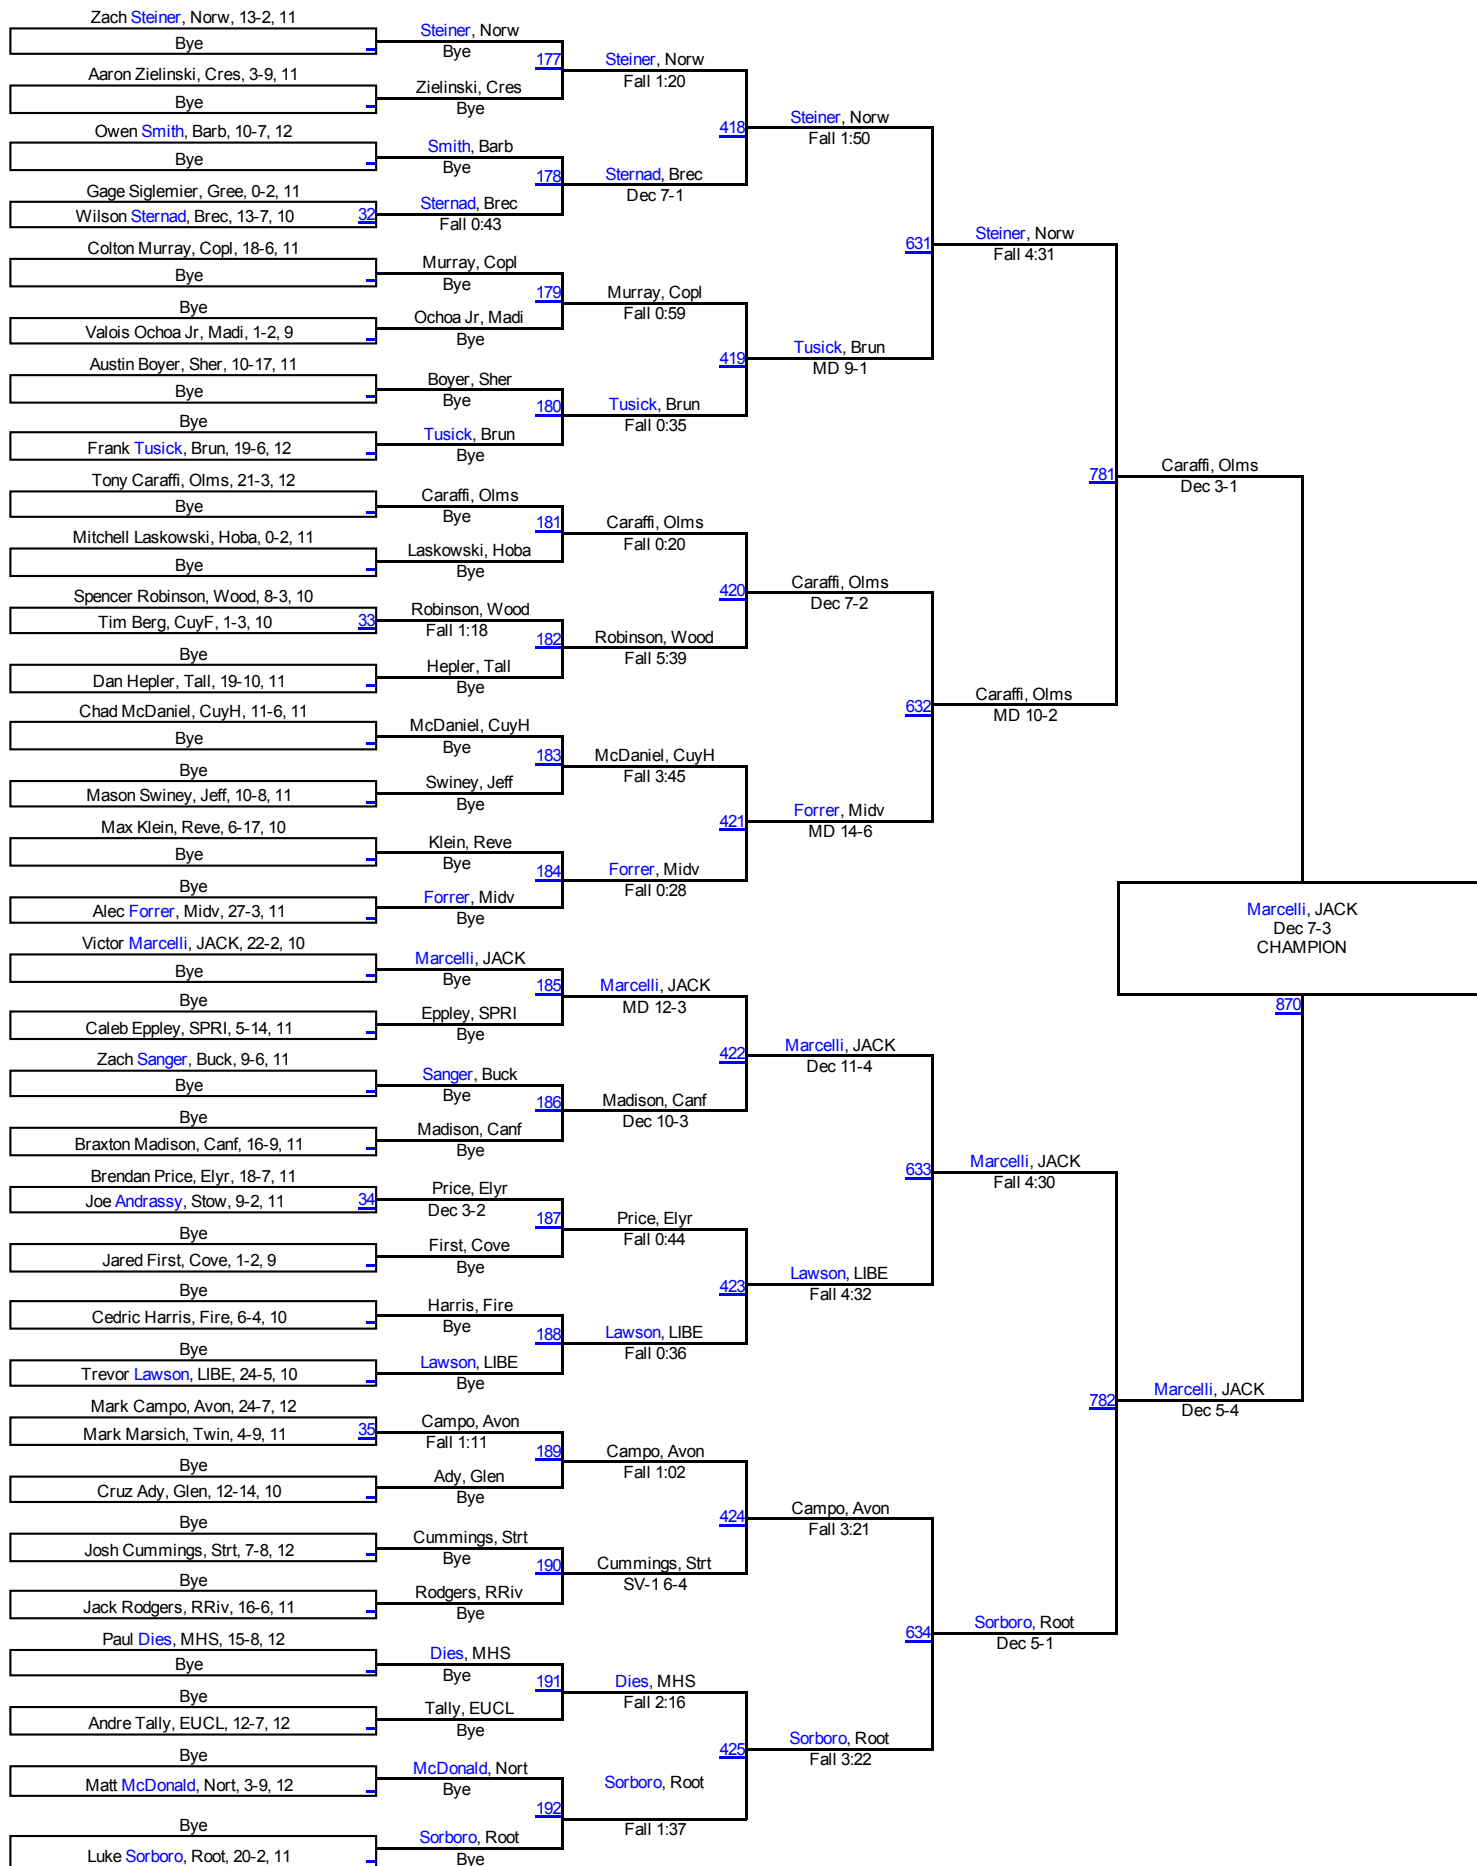 Zach Steiner, Norw, 13-2, 11
Bye
Aaron Zielinski, Cres, 3-9, 11
Bye
Owen Smith, Barb, 10-7, 12
Bye
Gage Siglemier, Gree, 0-2, 11
Wilson Sternad, Brec, 13-7, 10
32
Colton Murray, Copl, 18-6, 11
Bye
Bye
Valois Ochoa Jr, Madi, 1-2, 9
Austin Boyer, Sher, 10-17, 11
Bye
Bye
Frank Tusick, Brun, 19-6, 12
Tony Caraffi, Olms, 21-3, 12
Bye
Mitchell Laskowski, Hoba, 0-2, 11
Bye
Spencer Robinson, Wood, 8-3, 10
Tim Berg, CuyF, 1-3, 10
33
Bye
Dan Hepler, Tall, 19-10, 11
Chad McDaniel, CuyH, 11-6, 11
Bye
Bye
Mason Swiney, Jeff, 10-8, 11
Max Klein, Reve, 6-17, 10
Bye
Bye
Alec Forrer, Midv, 27-3, 11
Victor Marcelli, JACK, 22-2, 10
Bye
Bye
Caleb Eppley, SPRI, 5-14, 11
Zach Sanger, Buck, 9-6, 11
Bye
Bye
Braxton Madison, Canf, 16-9, 11
Brendan Price, Elyr, 18-7, 11
Joe Andrassy, Stow, 9-2, 11
34
Bye
Jared First, Cove, 1-2, 9
Bye
Cedric Harris, Fire, 6-4, 10
Bye
Trevor Lawson, LIBE, 24-5, 10
Mark Campo, Avon, 24-7, 12
Mark Marsich, Twin, 4-9, 11
35
Bye
Cruz Ady, Glen, 12-14, 10
Bye
Josh Cummings, Strt, 7-8, 12
Bye
Jack Rodgers, RRiv, 16-6, 11
Paul Dies, MHS, 15-8, 12
Bye
Bye
Andre Tally, EUCL, 12-7, 12
Bye
Matt McDonald, Nort, 3-9, 12
Bye
Luke Sorboro, Root, 20-2, 11
Steiner, Norw
Bye
177
Zielinski, Cres
Bye
Smith, Barb
Bye
178
Sternad, Brec
Fall 0:43
Murray, Copl
Bye
179
Ochoa Jr, Madi
Bye
Boyer, Sher
Bye
180
Tusick, Brun
Bye
Caraffi, Olms
Bye
181
Laskowski, Hoba
Bye
Robinson, Wood
Fall 1:18
182
Hepler, Tall
Bye
McDaniel, CuyH
Bye
183
Swiney, Jeff
Bye
Klein, Reve
Bye
184
Forrer, Midv
Bye
Marcelli, JACK
Bye
185
Eppley, SPRI
Bye
Sanger, Buck
Bye
186
Madison, Canf
Bye
Price, Elyr
Dec 3-2
187
First, Cove
Bye
Harris, Fire
Bye
188
Lawson, LIBE
Bye
Campo, Avon
Fall 1:11
189
Ady, Glen
Bye
Cummings, Strt
Bye
190
Rodgers, RRiv
Bye
Dies, MHS
Bye
191
Tally, EUCL
Bye
McDonald, Nort
Bye
192
Sorboro, Root
Bye
Steiner, Norw
Fall 1:20
418
Sternad, Brec
Dec 7-1
Murray, Copl
Fall 0:59
419
Tusick, Brun
Fall 0:35
Caraffi, Olms
Fall 0:20
420
Robinson, Wood
Fall 5:39
McDaniel, CuyH
Fall 3:45
421
Forrer, Midv
Fall 0:28
Marcelli, JACK
MD 12-3
422
Madison, Canf
Dec 10-3
Price, Elyr
Fall 0:44
423
Lawson, LIBE
Fall 0:36
Campo, Avon
Fall 1:02
424
Cummings, Strt
SV-1 6-4
Dies, MHS
Fall 2:16
425
Sorboro, Root
Fall 1:37
Steiner, Norw
Fall 1:50
631
Tusick, Brun
MD 9-1
Caraffi, Olms
Dec 7-2
632
Forrer, Midv
MD 14-6
Marcelli, JACK
Dec 11-4
633
Lawson, LIBE
Fall 4:32
Campo, Avon
Fall 3:21
634
Sorboro, Root
Fall 3:22
Steiner, Norw
Fall 4:31
781
Caraffi, Olms
MD 10-2
Marcelli, JACK
Fall 4:30
782
Sorboro, Root
Dec 5-1
Caraffi, Olms
Dec 3-1
Marcelli, JACK
Dec 5-4
Marcelli, JACK
Dec 7-3
CHAMPION
870